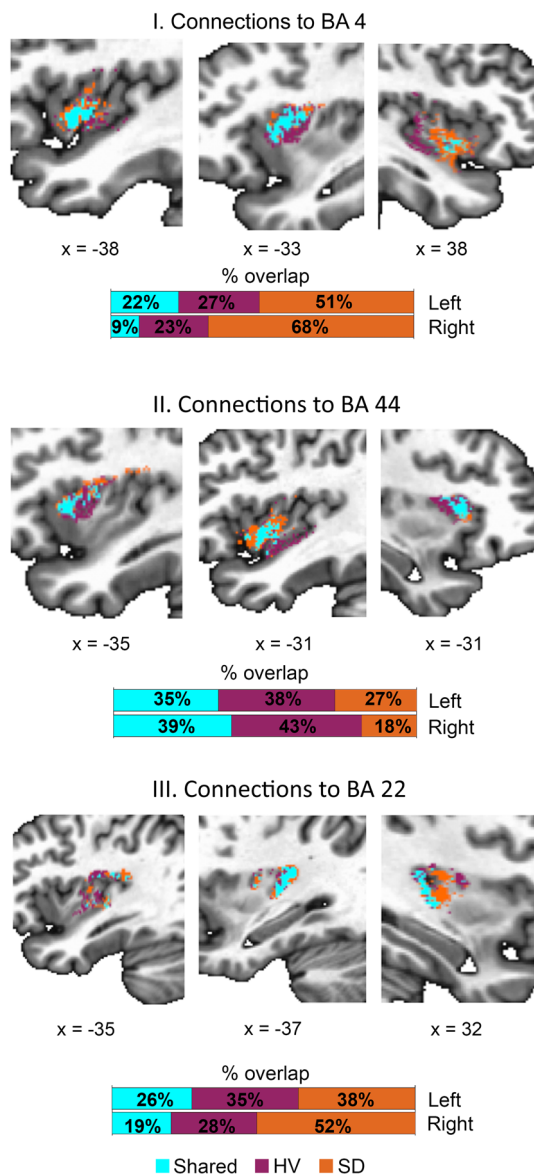 I. Connections to BA 4
x = -38 x = -33 x = 38
% overlap
22% 27% 51% Left
9% 23% 68% Right
II. Connections to BA 44
x = -35 x = -31 x = -31
% overlap
35% 38% 27% Left
39% 43% 18% Right
III. Connections to BA 22
x = -35 x = -37 x = 32
% overlap
26% 35% 38% Left
19% 28% 52% Right
Shared HV SD